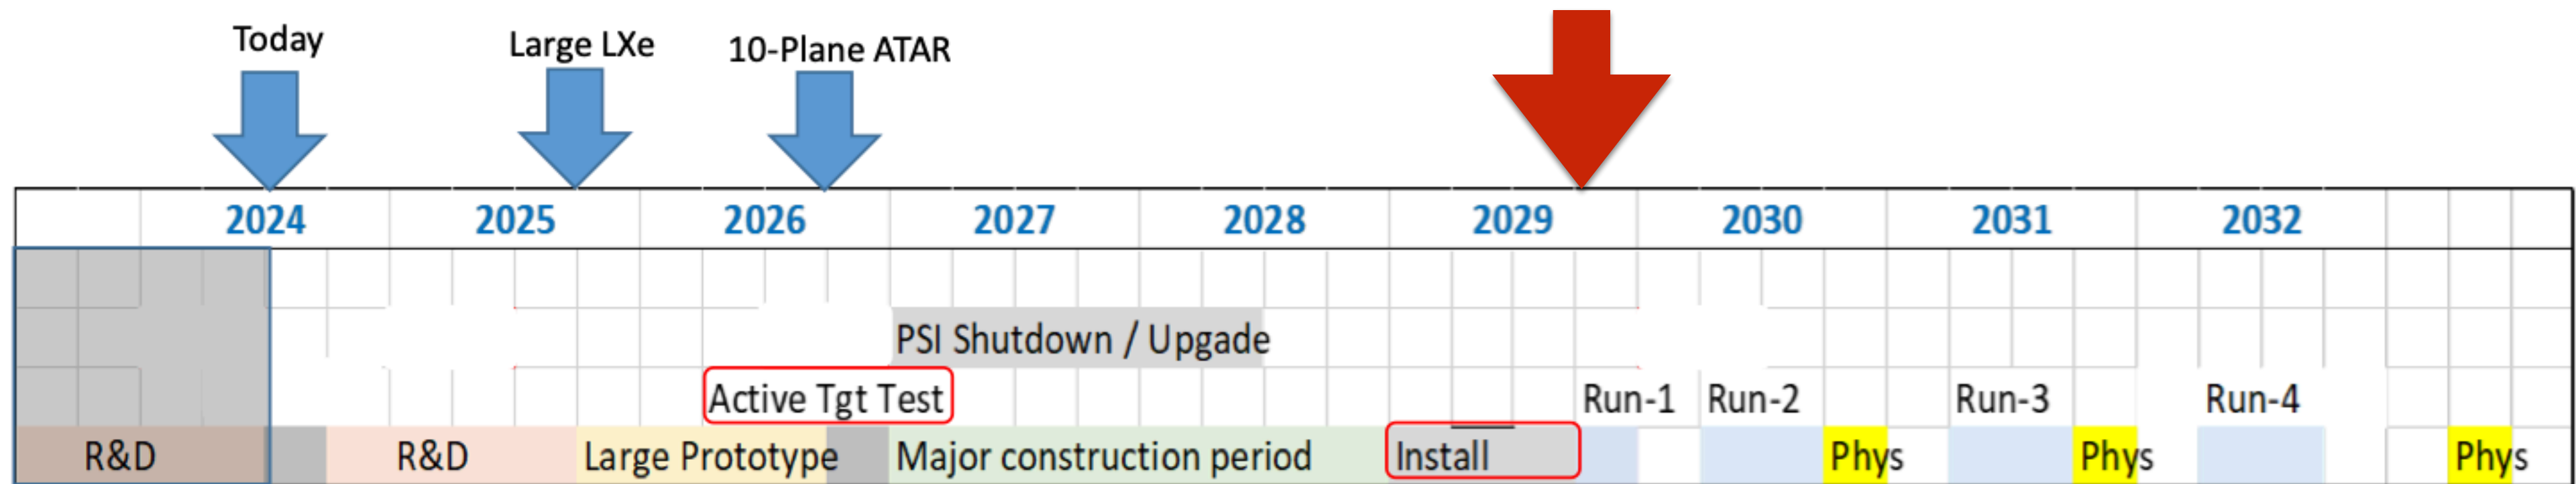 Today
Large LXe
10-Plane ATAR
2024 2025 2026 2027 2028 2029 2030 2031 2032
PSI Shutdown / Upgade
Active Tgt Test Run-1 Run-2 Run-3 Run-4
R&D R&D Large Prototype Major construction period Install Phys Phys Phys